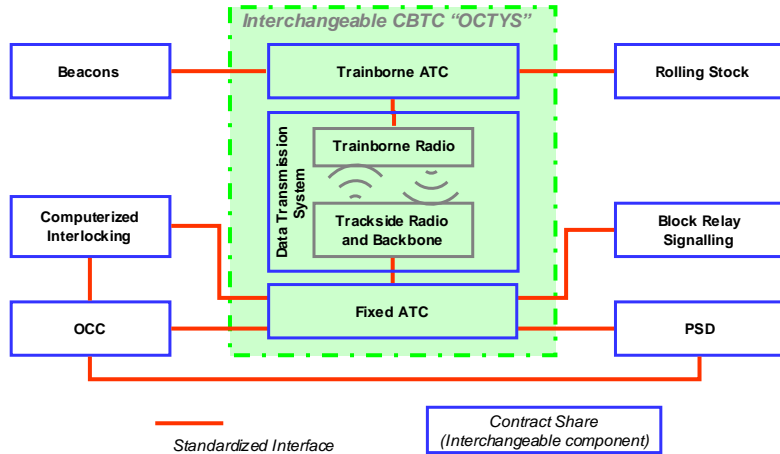 Interchangeable CBTC “OCTYS”
Beacons
Trainborne ATC
Rolling Stock
Data Transmission
System
Trainborne Radio
Computerized
Interlocking
Trackside Radio
and Backbone
Block Relay
Signalling
OCC
Fixed ATC
PSD
Standardized Interface
Contract Share
(Interchangeable component)